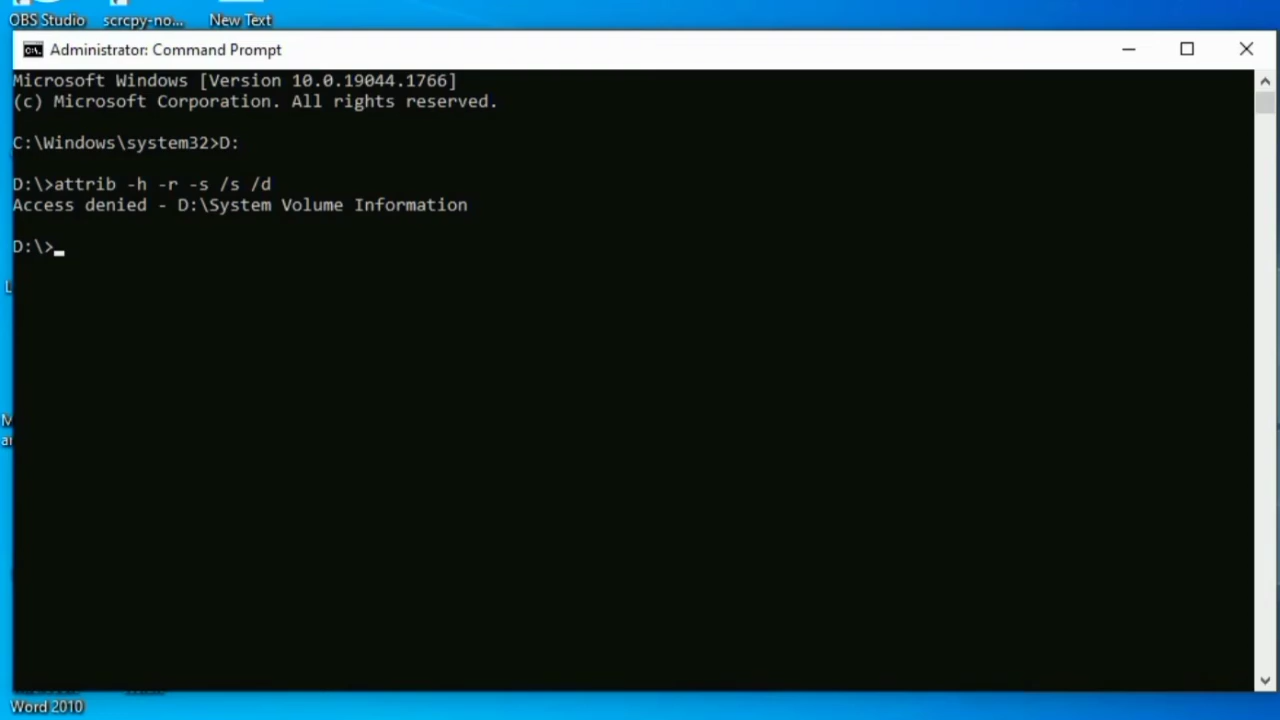 OBS Studio scrcpy-no... New Text
Administrator: Command Prompt
Microsoft Windows [Version 10.0.19044.1766]
(c) Microsoft Corporation. All rights reserved.
C:\Windows\system32>D:
D:\>attrib -h -r -s /s /d
Access denied - D:\System Volume Information
D:\>
Word 2010